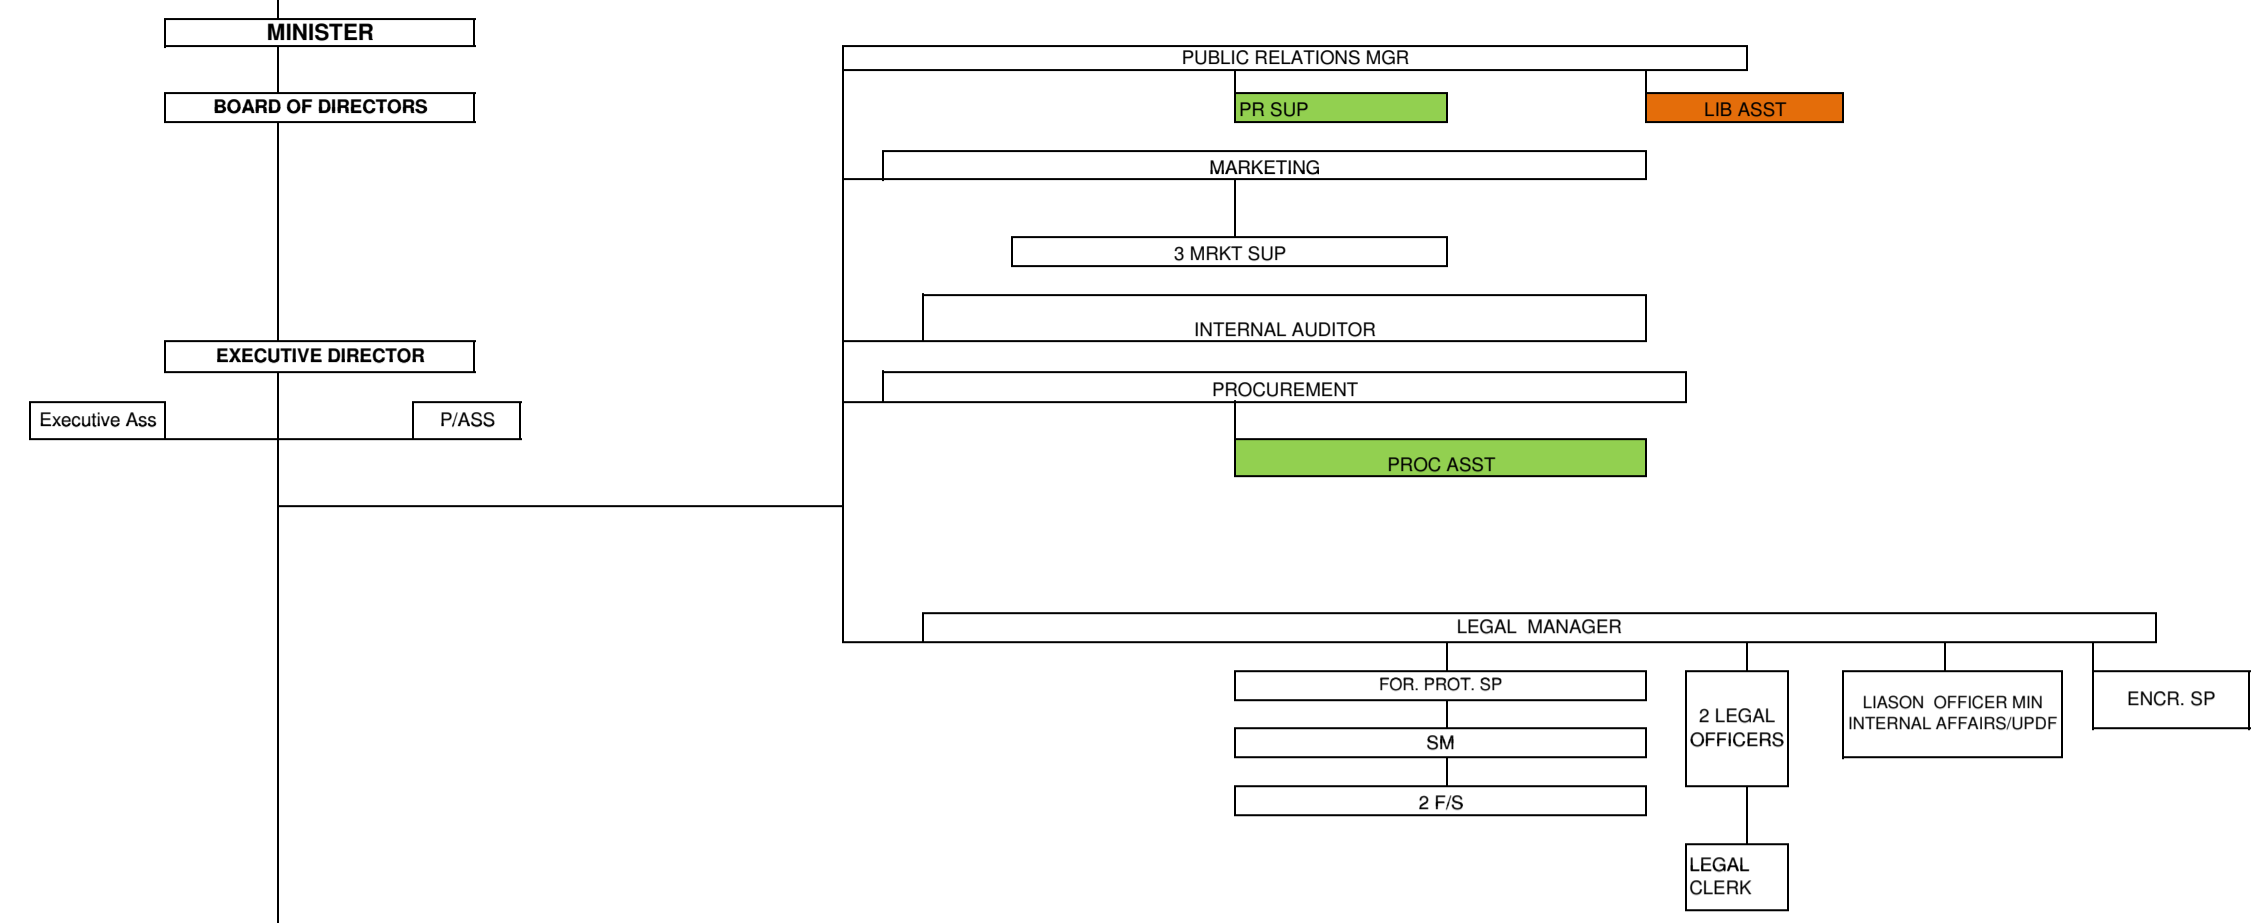 MINISTER
BOARD OF DIRECTORS
EXECUTIVE DIRECTOR
Executive Ass
P/ASS
PUBLIC RELATIONS MGR
PR SUP
LIB ASST
MARKETING
3 MRKT SUP
INTERNAL AUDITOR
PROCUREMENT
PROC ASST
LEGAL MANAGER
FOR. PROT. SP
SM
2 F/S
2 LEGAL
OFFICERS
LEGAL
CLERK
LIASON OFFICER MIN
INTERNAL AFFAIRS/UPDF
ENCR. SP